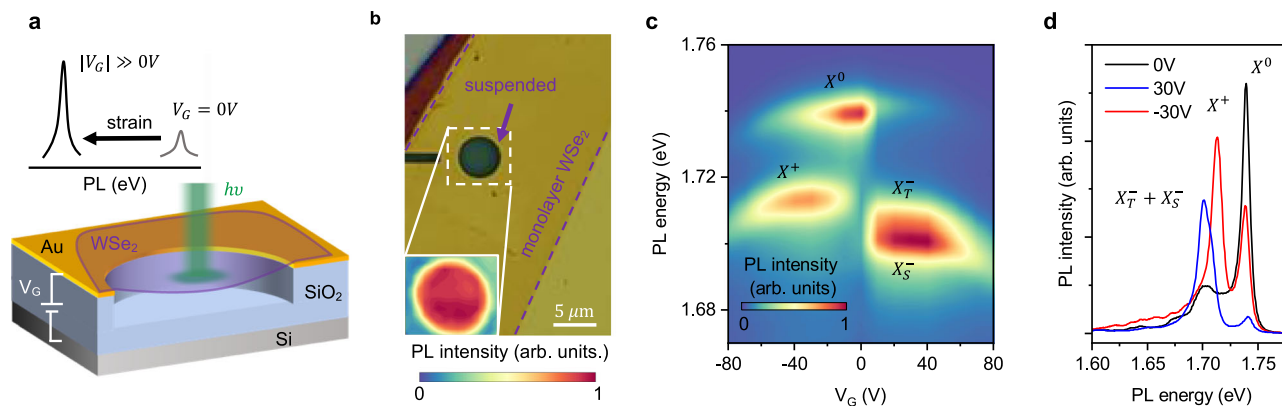 a
|V_G| ≫ 0V
V_G = 0V
strain
PL (eV)
hν
Au
WSe₂
V_G
SiO₂
Si
b
suspended
monolayer WSe₂
5 μm
PL intensity (arb. units.)
0
1
c
1.76
1.72
1.68
PL energy (eV)
X⁰
X⁺
X_T⁻
X_S⁻
PL intensity
(arb. units)
0
1
-80
-40
0
40
80
V_G (V)
d
0V
30V
-30V
X⁰
X⁺
X_T⁻ + X_S⁻
PL intensity (arb. units)
1.60
1.65
1.70
1.75
PL energy (eV)